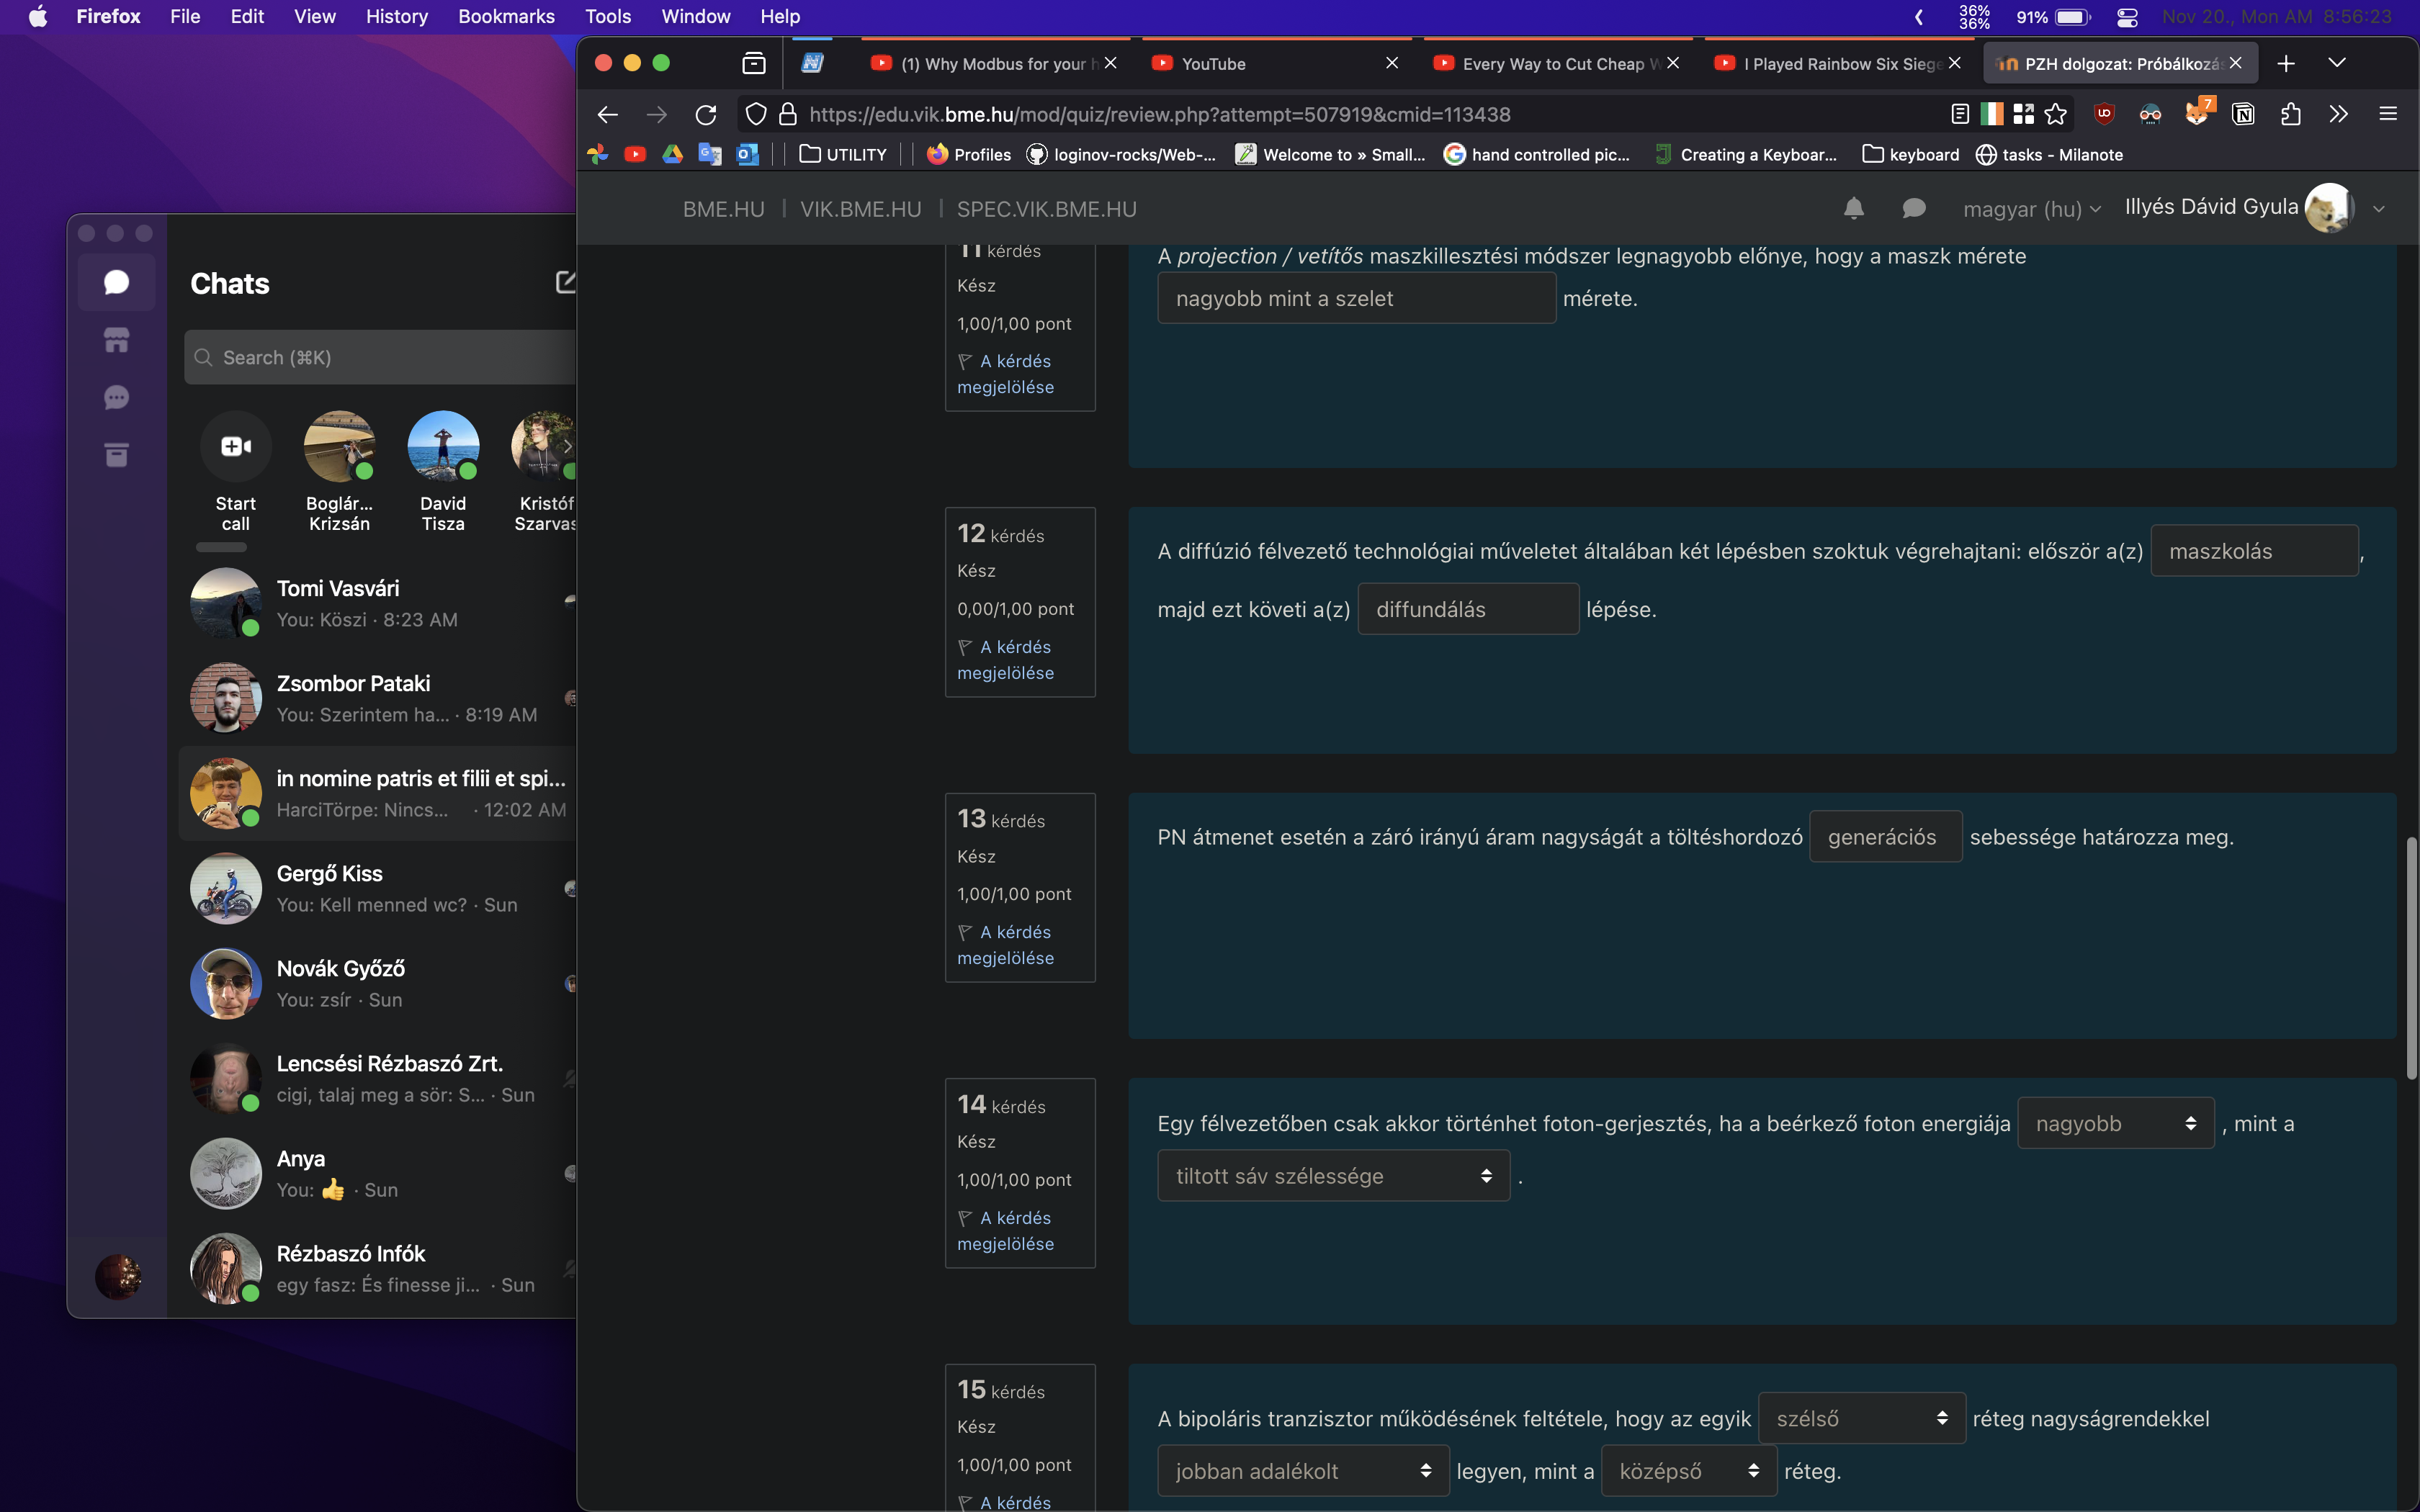 Firefox File Edit View History Bookmarks Tools Window Help
36%
36%
91%
Nov 20., Mon AM 8:56:23
(1) Why Modbus for your h
YouTube
Every Way to Cut Cheap W
I Played Rainbow Six Siege
PZH dolgozat: Próbálkozás
https://edu.vik.bme.hu/mod/quiz/review.php?attempt=507919&cmid=113438
7
UTILITY
Profiles
loginov-rocks/Web-...
Welcome to » Small...
hand controlled pic...
Creating a Keyboar...
keyboard
tasks - Milanote
BME.HU | VIK.BME.HU | SPEC.VIK.BME.HU
magyar (hu)
Illyés Dávid Gyula
Chats
Search (⌘K)
Start
call
Boglár...
Krizsán
David
Tisza
Kristóf
Szarvas
Tomi Vasvári
You: Köszi · 8:23 AM
Zsombor Pataki
You: Szerintem ha... · 8:19 AM
in nomine patris et filii et spi...
HarciTörpe: Nincs... · 12:02 AM
Gergő Kiss
You: Kell menned wc? · Sun
Novák Győző
You: zsír · Sun
Lencsési Rézbaszó Zrt.
cigi, talaj meg a sör: S... · Sun
Anya
You: 👍 · Sun
Rézbaszó Infók
egy fasz: És finesse ji... · Sun
11 kérdés
Kész
1,00/1,00 pont
A kérdés
megjelölése
A projection / vetítős maszkillesztési módszer legnagyobb előnye, hogy a maszk mérete
nagyobb mint a szelet mérete.
12 kérdés
Kész
0,00/1,00 pont
A kérdés
megjelölése
A diffúzió félvezető technológiai műveletet általában két lépésben szoktuk végrehajtani: először a(z) maszkolás ,
majd ezt követi a(z) diffundálás lépése.
13 kérdés
Kész
1,00/1,00 pont
A kérdés
megjelölése
PN átmenet esetén a záró irányú áram nagyságát a töltéshordozó generációs sebessége határozza meg.
14 kérdés
Kész
1,00/1,00 pont
A kérdés
megjelölése
Egy félvezetőben csak akkor történhet foton-gerjesztés, ha a beérkező foton energiája nagyobb , mint a
tiltott sáv szélessége .
15 kérdés
Kész
1,00/1,00 pont
A kérdés
A bipoláris tranzisztor működésének feltétele, hogy az egyik szélső réteg nagyságrendekkel
jobban adalékolt legyen, mint a középső réteg.